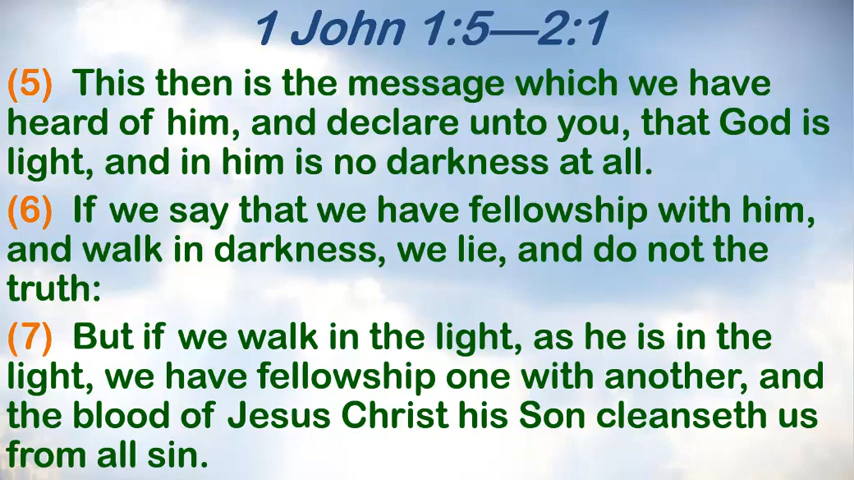 1 John 1:5—2:1
(5) This then is the message which we have
heard of him, and declare unto you, that God is
light, and in him is no darkness at all.
(6) If we say that we have fellowship with him,
and walk in darkness, we lie, and do not the
truth:
(7) But if we walk in the light, as he is in the
light, we have fellowship one with another, and
the blood of Jesus Christ his Son cleanseth us
from all sin.